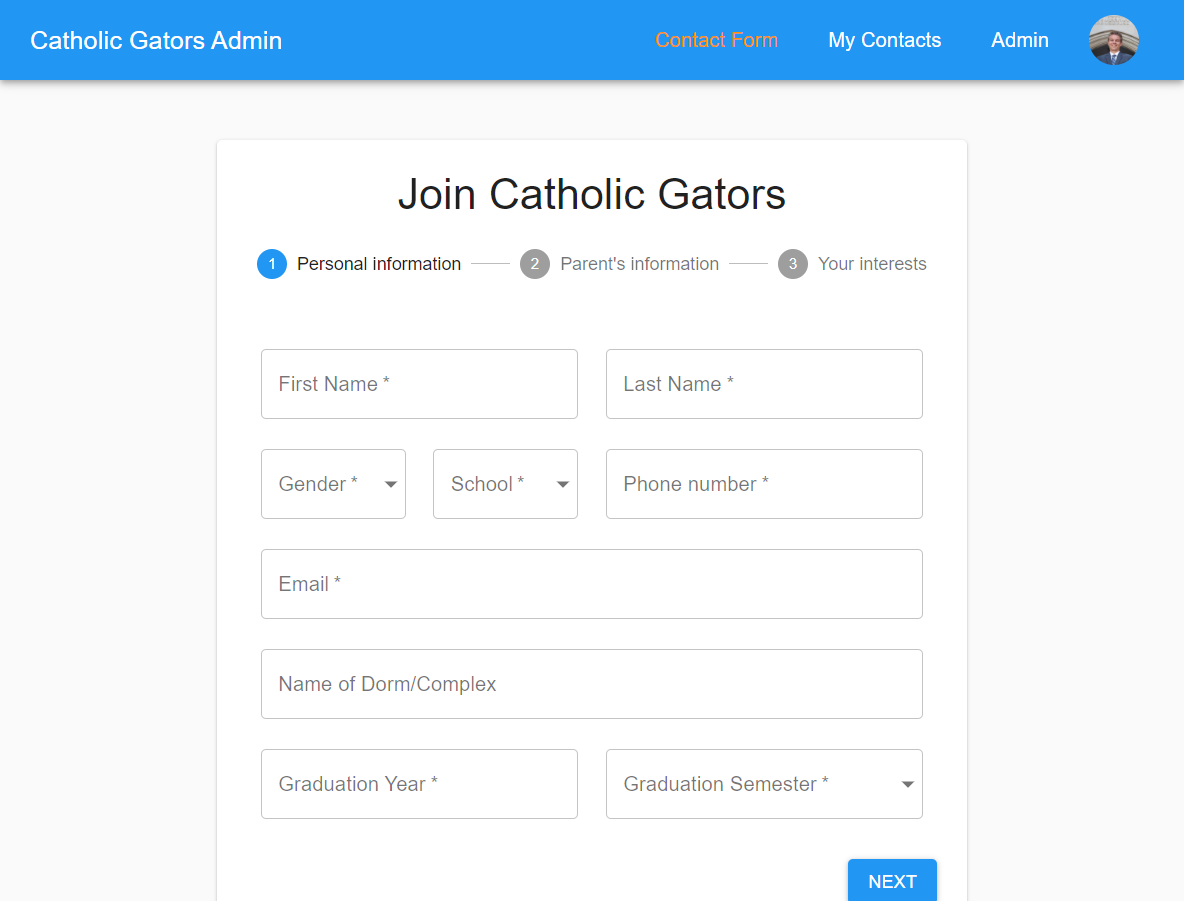 Catholic Gators Admin Contact Form My Contacts Admin
Join Catholic Gators
1 Personal information 2 Parent's information 3 Your interests
First Name * Last Name *
Gender * School * Phone number *
Email *
Name of Dorm/Complex
Graduation Year * Graduation Semester *
NEXT